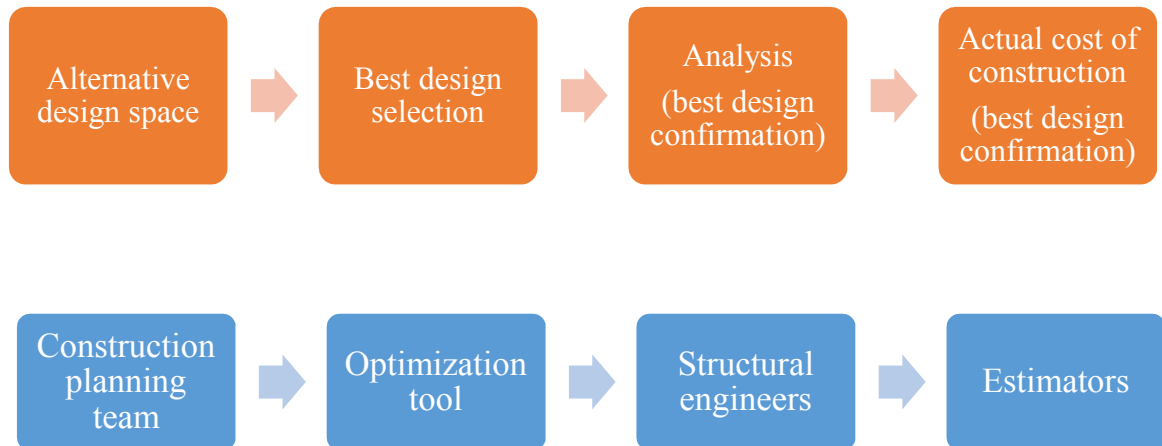 Alternative
design space
Best design
selection
Analysis
(best design
confirmation)
Actual cost of
construction
(best design
confirmation)
Construction
planning
team
Optimization
tool
Structural
engineers
Estimators